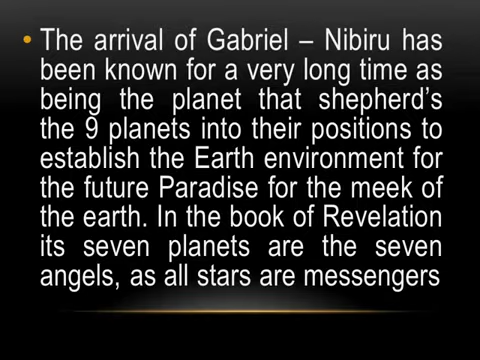 • The arrival of Gabriel – Nibiru has
been known for a very long time as
being the planet that shepherd's
the 9 planets into their positions to
establish the Earth environment for
the future Paradise for the meek of
the earth. In the book of Revelation
its seven planets are the seven
angels, as all stars are messengers